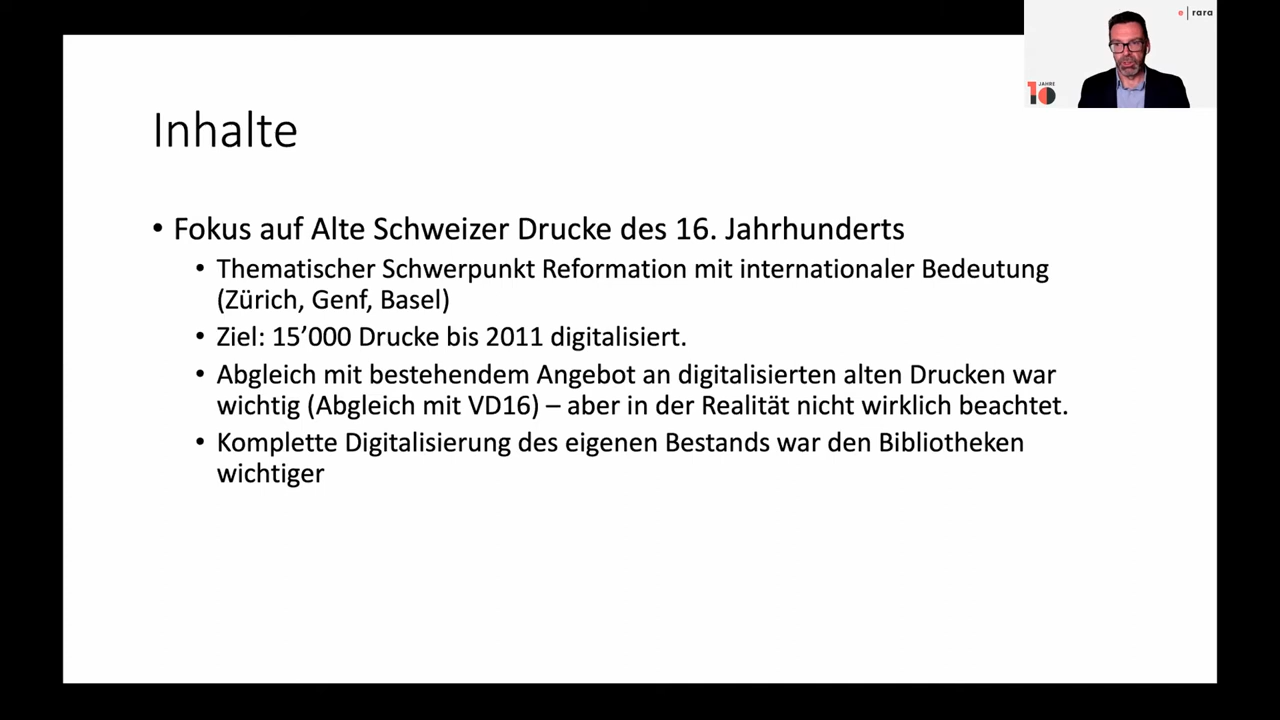 e | rara
10 JAHRE
Inhalte
• Fokus auf Alte Schweizer Drucke des 16. Jahrhunderts
• Thematischer Schwerpunkt Reformation mit internationaler Bedeutung
(Zürich, Genf, Basel)
• Ziel: 15’000 Drucke bis 2011 digitalisiert.
• Abgleich mit bestehendem Angebot an digitalisierten alten Drucken war
wichtig (Abgleich mit VD16) – aber in der Realität nicht wirklich beachtet.
• Komplette Digitalisierung des eigenen Bestands war den Bibliotheken
wichtiger